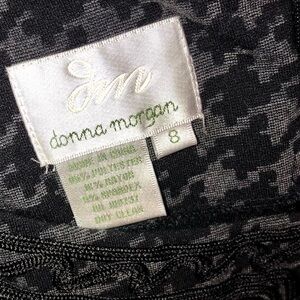 dm
donna morgan
8
MADE IN CHINA
POLYESTER
RAYON
SPANDEX
DRY CLEAN